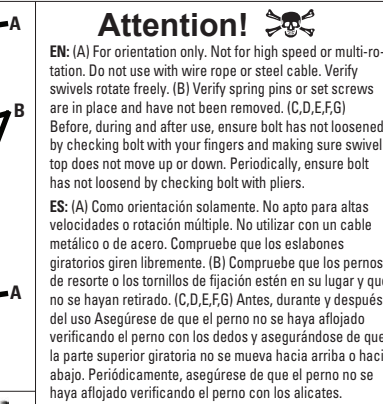 A
B
A
Attention!
EN: (A) For orientation only. Not for high speed or multi-ro-
tation. Do not use with wire rope or steel cable. Verify
swivels rotate freely. (B) Verify spring pins or set screws
are in place and have not been removed. (C,D,E,F,G)
Before, during and after use, ensure bolt has not loosened
by checking bolt with your fingers and making sure swivel
top does not move up or down. Periodically, ensure bolt
has not loosend by checking bolt with pliers.
ES: (A) Como orientación solamente. No apto para altas
velocidades o rotación múltiple. No utilizar con un cable
metálico o de acero. Compruebe que los eslabones
giratorios giren libremente. (B) Compruebe que los pernos
de resorte o los tornillos de fijación estén en su lugar y que
no se hayan retirado. (C,D,E,F,G) Antes, durante y después
del uso Asegúrese de que el perno no se haya aflojado
verificando el perno con los dedos y asegurándose de que
la parte superior giratoria no se mueva hacia arriba o haci
abajo. Periódicamente, asegúrese de que el perno no se
haya aflojado verificando el perno con los alicates.